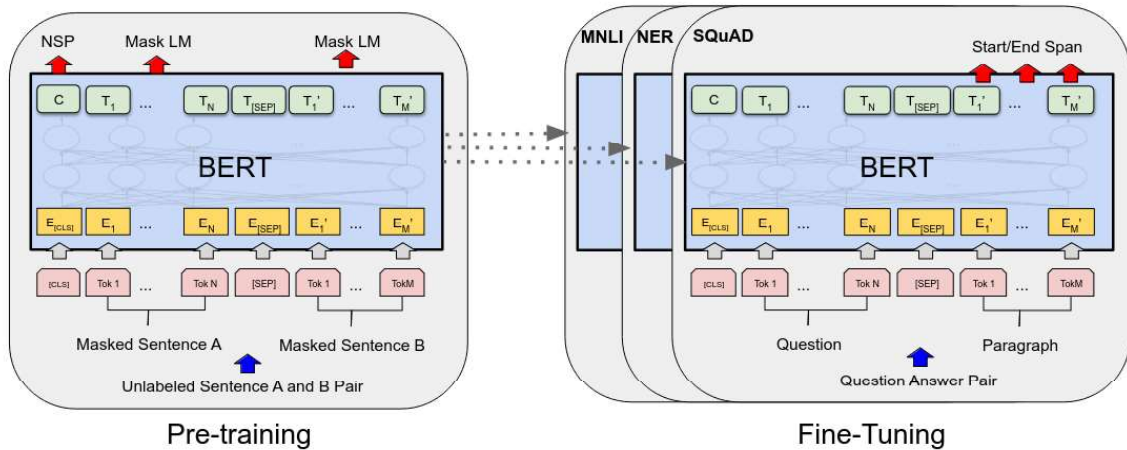 NSP Mask LM Mask LM
C T1 ... TN T[SEP] T1' ... TM'
BERT
E[CLS] E1 ... EN E[SEP] E1' ... EM'
[CLS] Tok 1 ... Tok N [SEP] Tok 1 ... TokM
Masked Sentence A Masked Sentence B
Unlabeled Sentence A and B Pair
Pre-training
MNLI NER SQuAD
Start/End Span
C T1 ... TN T[SEP] T1' ... TM'
BERT
E[CLS] E1 ... EN E[SEP] E1' ... EM'
[CLS] Tok 1 ... Tok N [SEP] Tok 1 ... TokM
Question Paragraph
Question Answer Pair
Fine-Tuning